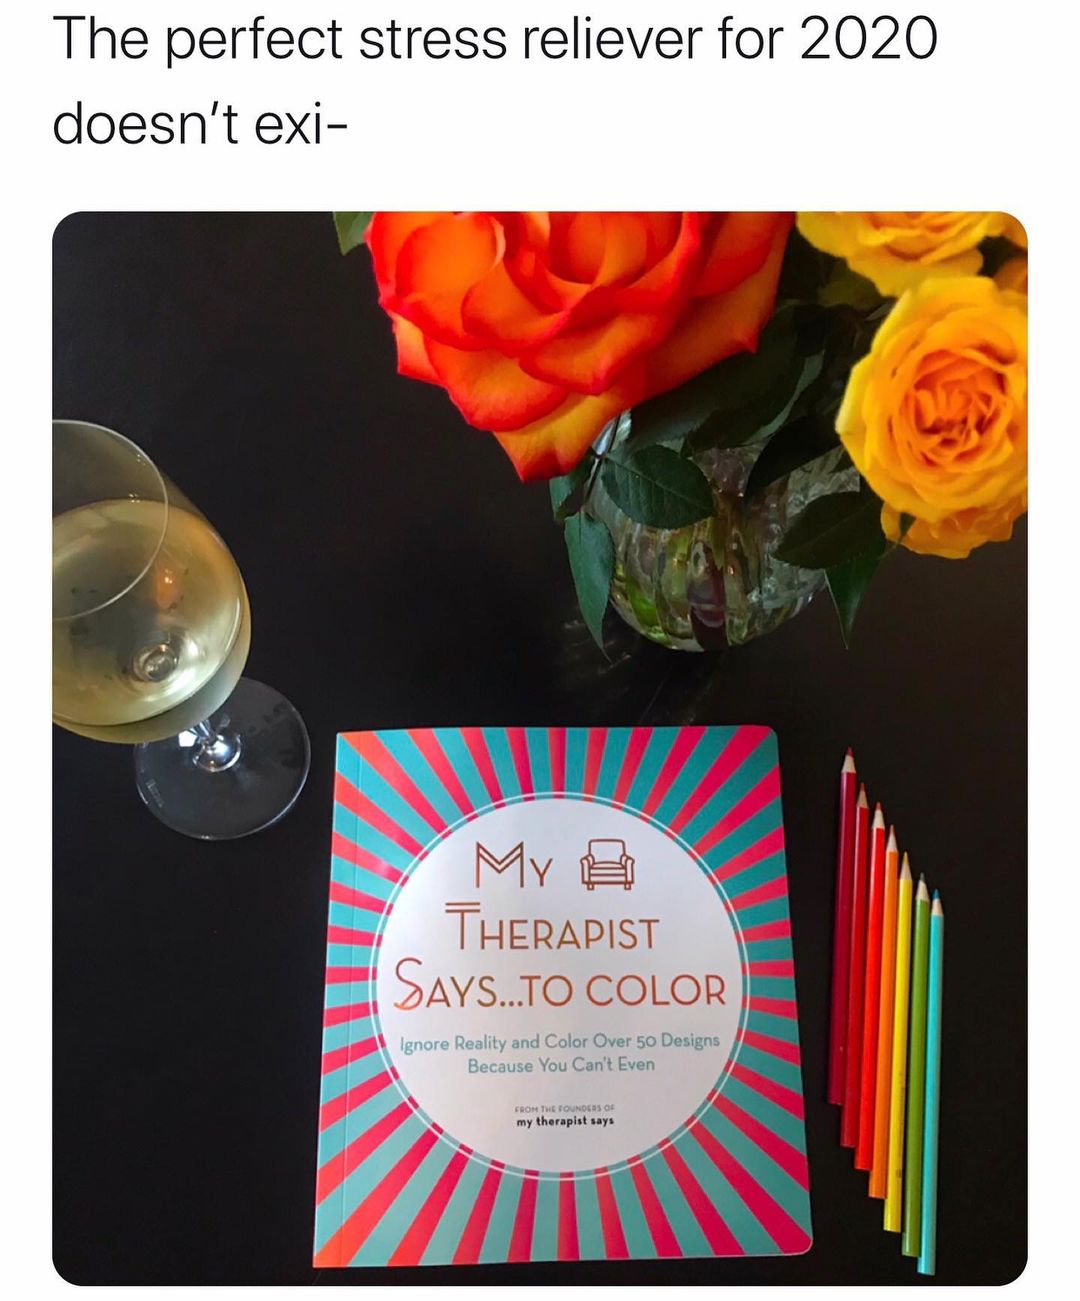 The perfect stress reliever for 2020
doesn't exi-
My
Therapist
Says...to color
Ignore Reality and Color Over 50 Designs
Because You Can't Even
FROM THE FOUNDERS OF
my therapist says